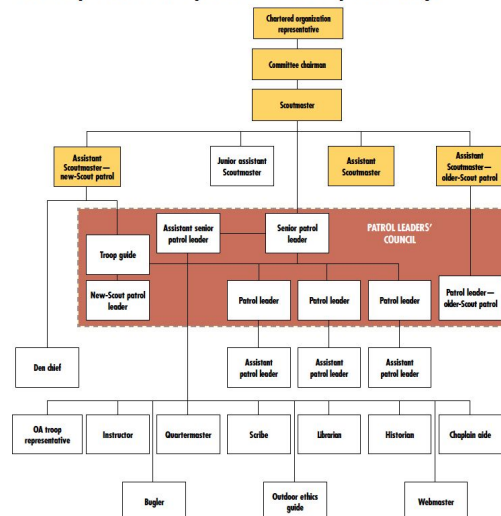 Chartered organization
representative
Committee chairman
Scoutmaster
Assistant
Scoutmaster—
new-Scout patrol
Junior assistant
Scoutmaster
Assistant
Scoutmaster
Assistant
Scoutmaster—
older-Scout patrol
Assistant senior
patrol leader
Senior patrol
leader
PATROL LEADERS'
COUNCIL
Troop guide
New-Scout patrol
leader
Patrol leader
Patrol leader
Patrol leader
Patrol leader—
older-Scout patrol
Den chief
Assistant
patrol leader
Assistant
patrol leader
Assistant
patrol leader
OA troop
representative
Instructor
Quartermaster
Scribe
Librarian
Historian
Chaplain aide
Bugler
Outdoor ethics
guide
Webmaster